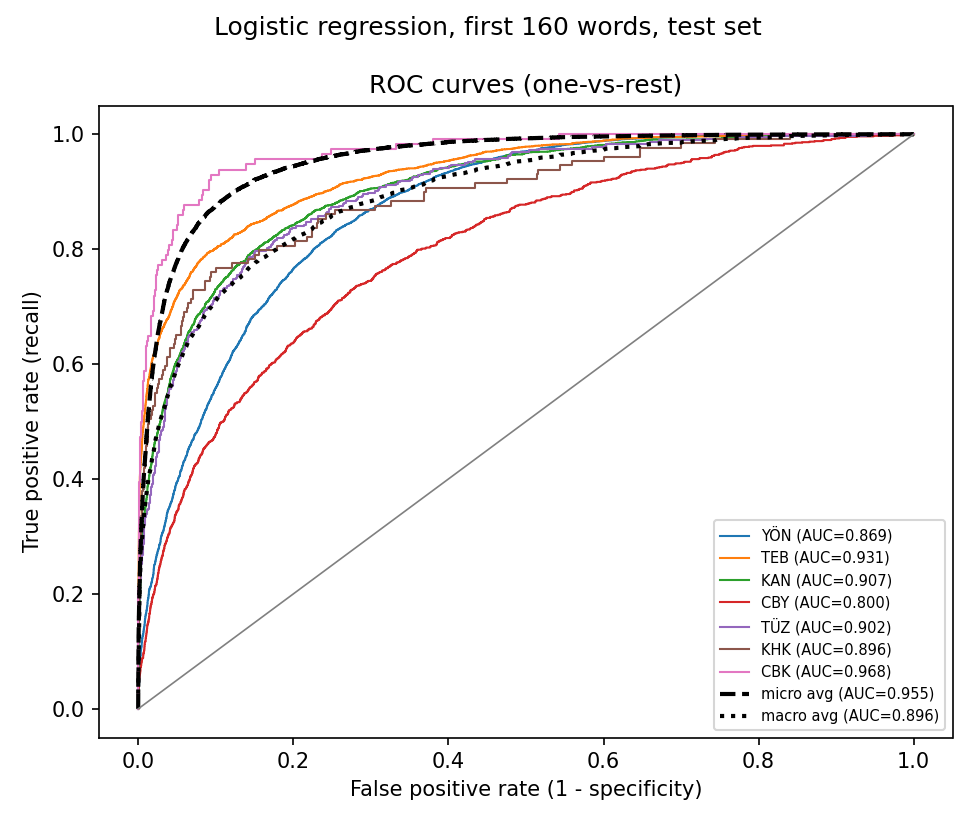 Logistic regression, first 160 words, test set
ROC curves (one-vs-rest)
True positive rate (recall)
1.0
0.8
0.6
0.4
0.2
0.0
YÖN (AUC=0.869)
TEB (AUC=0.931)
KAN (AUC=0.907)
CBY (AUC=0.800)
TÜZ (AUC=0.902)
KHK (AUC=0.896)
CBK (AUC=0.968)
micro avg (AUC=0.955)
macro avg (AUC=0.896)
0.0 0.2 0.4 0.6 0.8 1.0
False positive rate (1 - specificity)